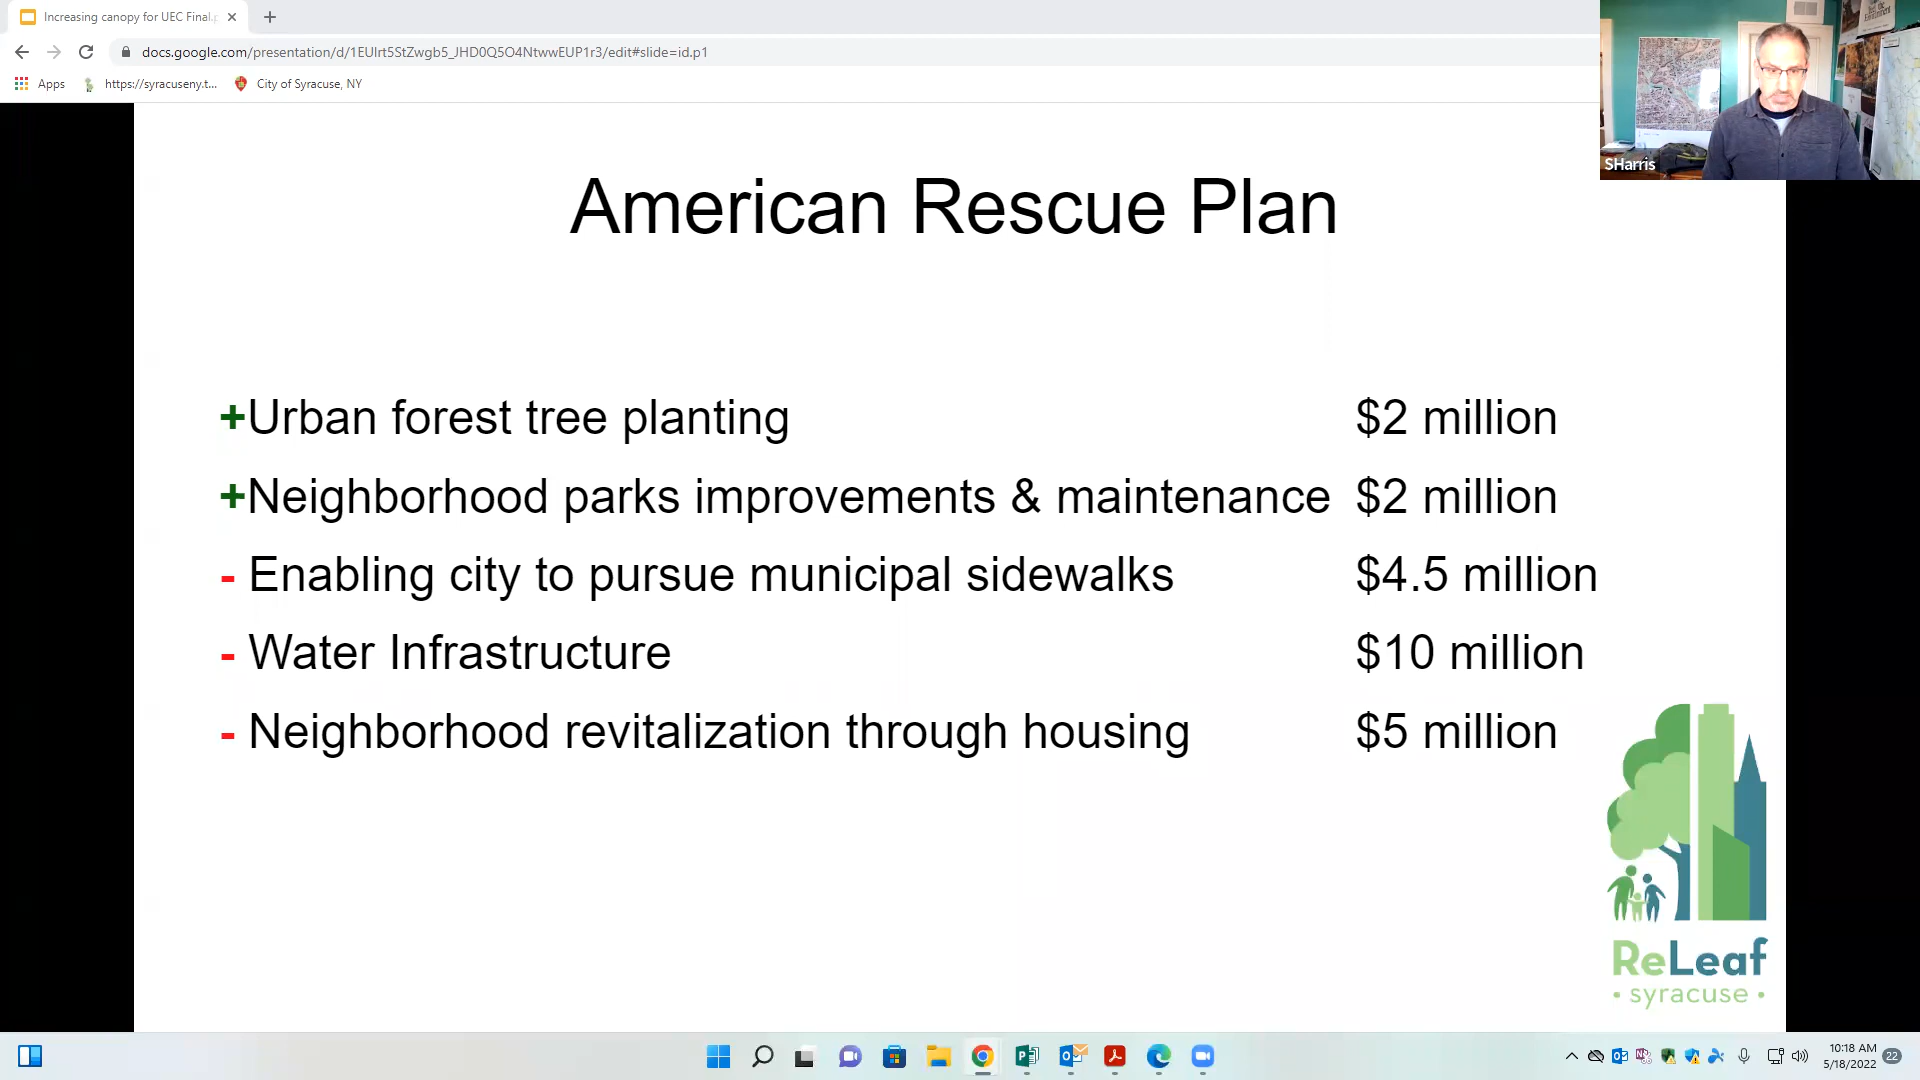 Increasing canopy for UEC Final.p
docs.google.com/presentation/d/1EUIrt5StZwgb5_JHD0Q5O4NtwwEUP1r3/edit#slide=id.p1
Apps
https://syracuseny.t...
City of Syracuse, NY
SHarris
American Rescue Plan
+Urban forest tree planting $2 million
+Neighborhood parks improvements & maintenance $2 million
- Enabling city to pursue municipal sidewalks $4.5 million
- Water Infrastructure $10 million
- Neighborhood revitalization through housing $5 million
ReLeaf
• syracuse •
10:18 AM
5/18/2022
22